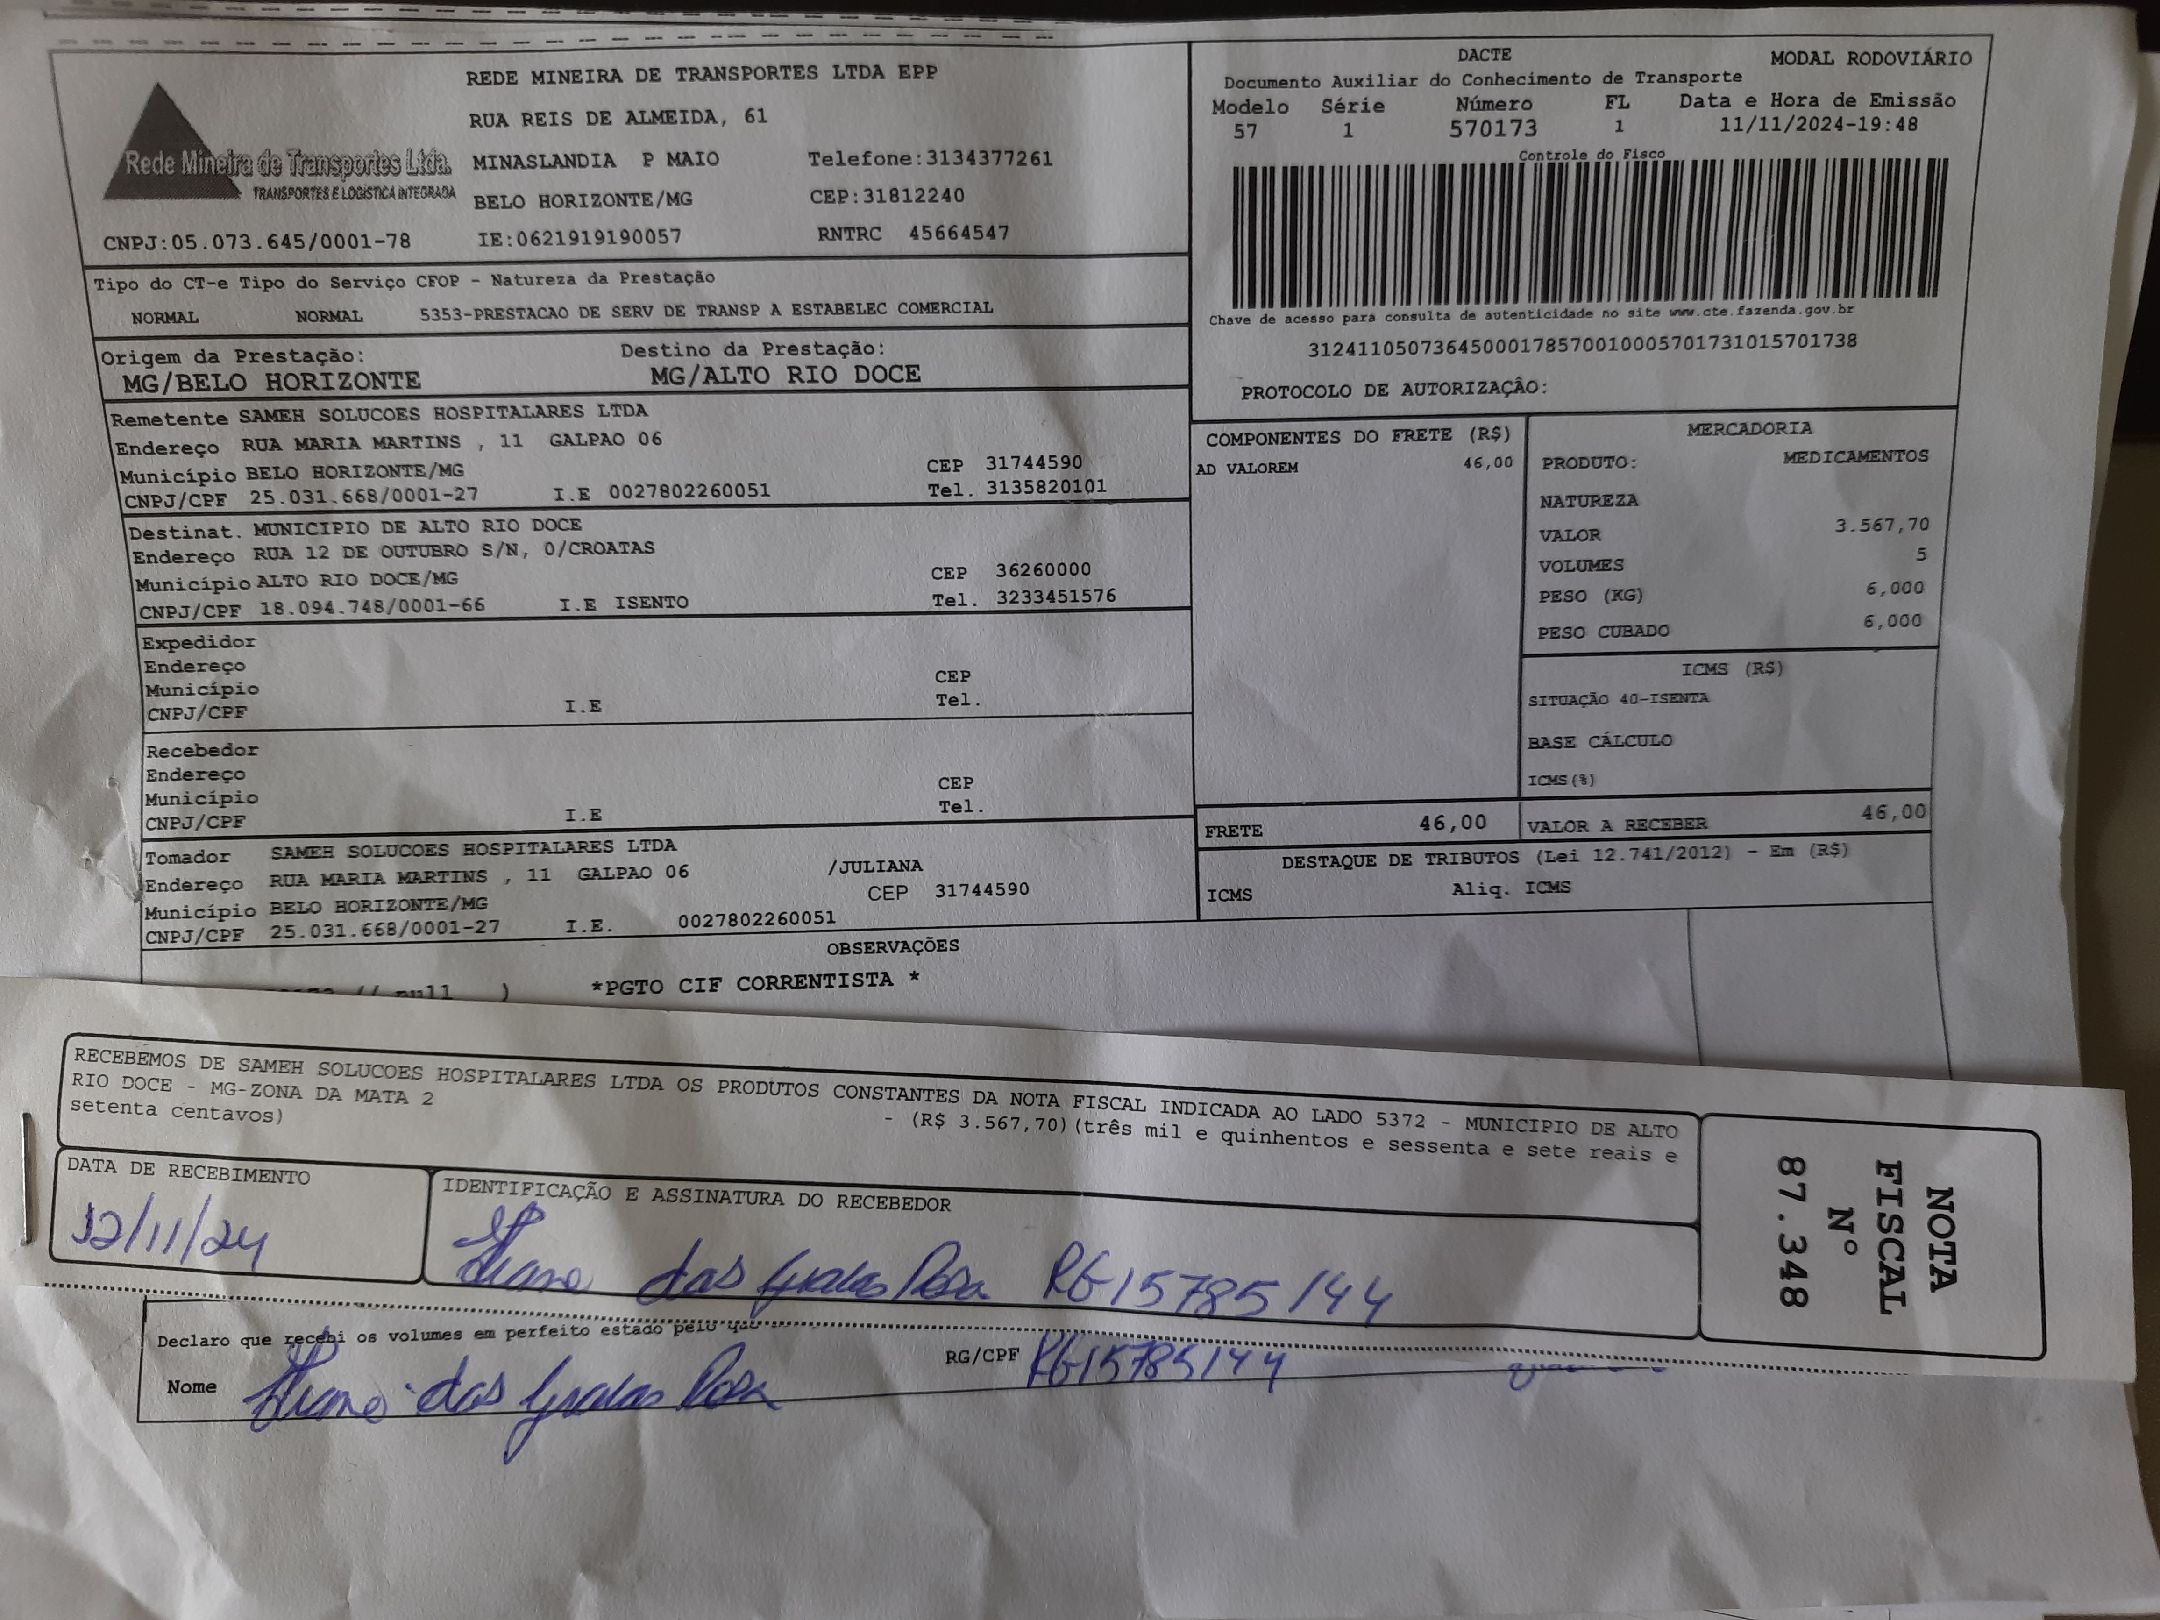 REDE MINEIRA DE TRANSPORTES LTDA EPP
RUA REIS DE ALMEIDA, 61
MINASLANDIA P MAIO Telefone:3134377261
BELO HORIZONTE/MG CEP:31812240
Rede Mineira de Transportes Ltda.
TRANSPORTES E LOGÍSTICA INTEGRADA
CNPJ:05.073.645/0001-78 IE:0621919190057 RNTRC 45664547
DACTE MODAL RODOVIÁRIO
Documento Auxiliar do Conhecimento de Transporte
Modelo Série Número FL Data e Hora de Emissão
57 1 570173 1 11/11/2024-19:48
Controle do Fisco
Chave de acesso para consulta de autenticidade no site www.cte.fazenda.gov.br
31241105073645000178570010005701731015701738
PROTOCOLO DE AUTORIZAÇÃO:
Tipo do CT-e Tipo do Serviço CFOP - Natureza da Prestação
NORMAL NORMAL 5353-PRESTACAO DE SERV DE TRANSP A ESTABELEC COMERCIAL
Origem da Prestação: Destino da Prestação:
MG/BELO HORIZONTE MG/ALTO RIO DOCE
Remetente SAMEH SOLUCOES HOSPITALARES LTDA
Endereço RUA MARIA MARTINS , 11 GALPAO 06
Município BELO HORIZONTE/MG CEP 31744590
CNPJ/CPF 25.031.668/0001-27 I.E 0027802260051 Tel. 3135820101
Destinat. MUNICIPIO DE ALTO RIO DOCE
Endereço RUA 12 DE OUTUBRO S/N, 0/CROATAS
Município ALTO RIO DOCE/MG CEP 36260000
CNPJ/CPF 18.094.748/0001-66 I.E ISENTO Tel. 3233451576
Expedidor
Endereço
Município CEP
CNPJ/CPF I.E Tel.
Recebedor
Endereço
Município CEP
CNPJ/CPF I.E Tel.
Tomador SAMEH SOLUCOES HOSPITALARES LTDA
Endereço RUA MARIA MARTINS , 11 GALPAO 06 /JULIANA
Município BELO HORIZONTE/MG CEP 31744590
CNPJ/CPF 25.031.668/0001-27 I.E. 0027802260051
COMPONENTES DO FRETE (R$)
AD VALOREM 46,00
MERCADORIA
PRODUTO: MEDICAMENTOS
NATUREZA
VALOR 3.567,70
VOLUMES 5
PESO (KG) 6,000
PESO CUBADO 6,000
ICMS (R$)
SITUAÇÃO 40-ISENTA
BASE CÁLCULO
ICMS(%)
FRETE 46,00 VALOR A RECEBER 46,00
DESTAQUE DE TRIBUTOS (Lei 12.741/2012) - Em (R$)
ICMS Aliq. ICMS
OBSERVAÇÕES
null ) *PGTO CIF CORRENTISTA *
RECEBEMOS DE SAMEH SOLUCOES HOSPITALARES LTDA OS PRODUTOS CONSTANTES DA NOTA FISCAL INDICADA AO LADO 5372 - MUNICIPIO DE ALTO
RIO DOCE - MG-ZONA DA MATA 2 - (R$ 3.567,70)(três mil e quinhentos e sessenta e sete reais e
setenta centavos)
DATA DE RECEBIMENTO
12/11/24
IDENTIFICAÇÃO E ASSINATURA DO RECEBEDOR
das Graças Rosa RG15785144
NOTA
FISCAL
Nº
87.348
Declaro que recebi os volumes em perfeito estado pelo que
Nome das Graças Rosa RG/CPF RG15785144